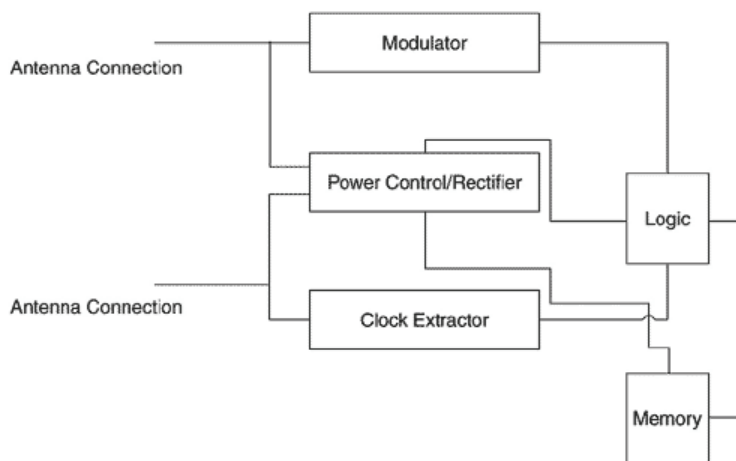 Modulator
Antenna Connection
Power Control/Rectifier
Logic
Antenna Connection
Clock Extractor
Memory